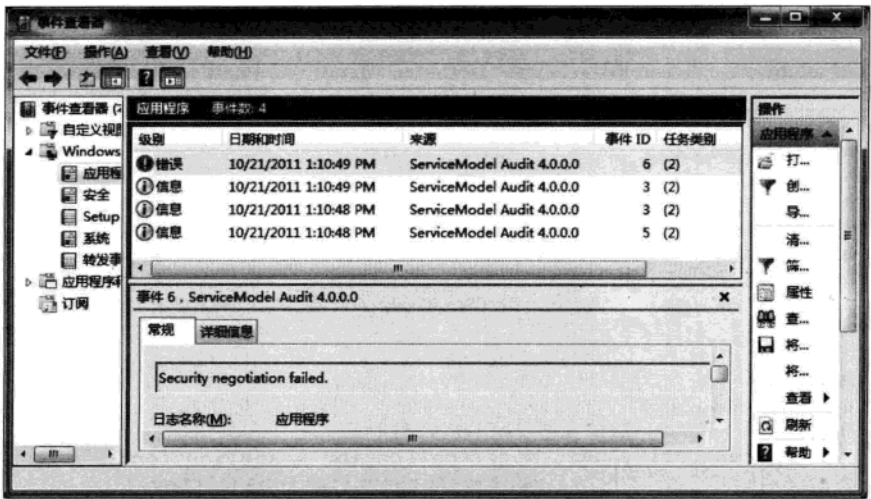 事件查看器
文件(F) 操作(A) 查看(V) 帮助(H)
事件查看器 (
自定义视图
Windows
应用程
安全
Setup
系统
转发事
应用程序和
订阅
应用程序 事件数: 4
级别 日期和时间 来源 事件 ID 任务类别
错误 10/21/2011 1:10:49 PM ServiceModel Audit 4.0.0.0 6 (2)
信息 10/21/2011 1:10:49 PM ServiceModel Audit 4.0.0.0 3 (2)
信息 10/21/2011 1:10:48 PM ServiceModel Audit 4.0.0.0 3 (2)
信息 10/21/2011 1:10:48 PM ServiceModel Audit 4.0.0.0 5 (2)
事件 6，ServiceModel Audit 4.0.0.0
常规 详细信息
Security negotiation failed.
日志名称(M): 应用程序
操作
应用程序
打...
创...
导...
清...
筛...
属性
查...
将...
将...
查看
刷新
帮助